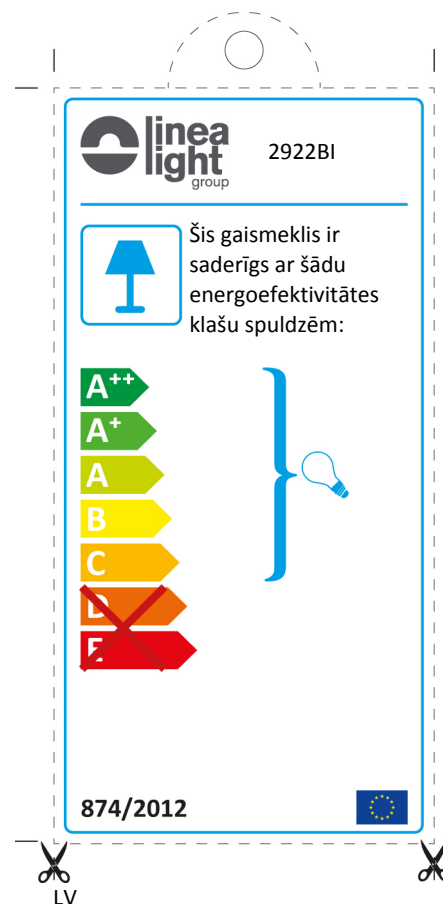 linea
light
group
2922BI
Šis gaismeklis ir
saderīgs ar šādu
energoefektivitātes
klašu spuldzēm:
A++
A+
A
B
C
D
E
874/2012
LV